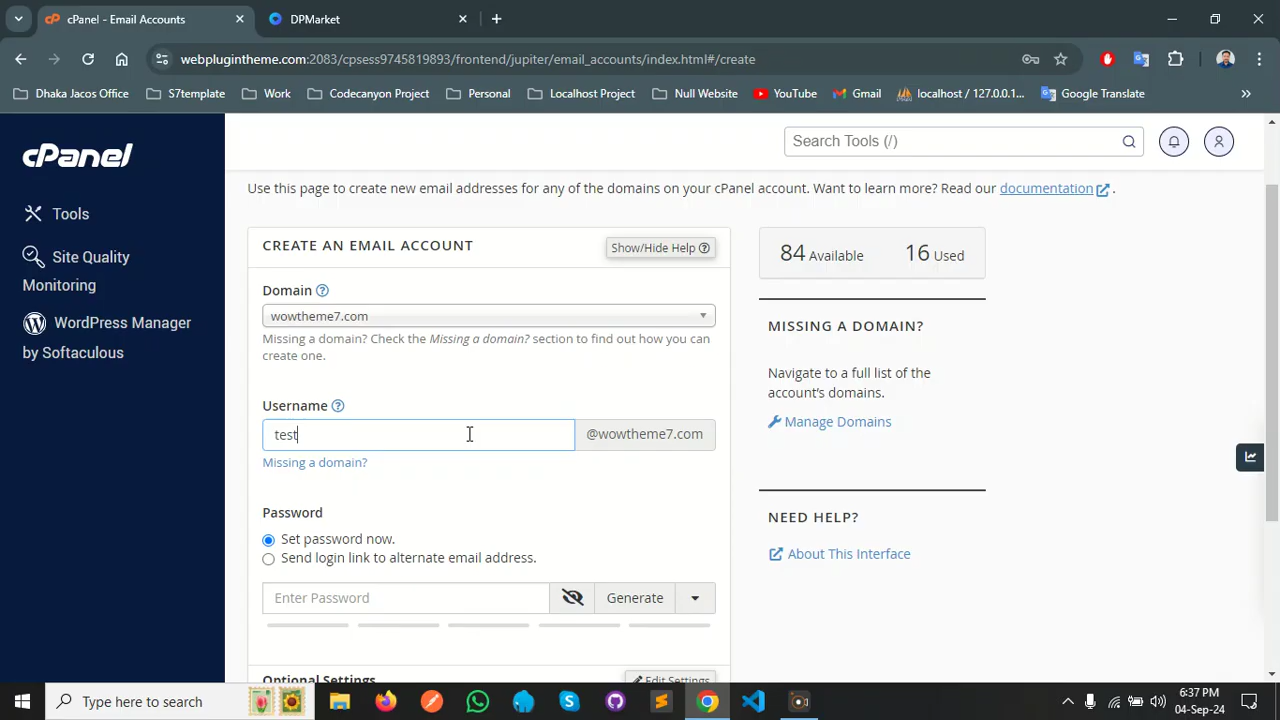 cPanel - Email Accounts
DPMarket
webplugintheme.com:2083/cpsess9745819893/frontend/jupiter/email_accounts/index.html#/create
Dhaka Jacos Office
S7template
Work
Codecanyon Project
Personal
Localhost Project
Null Website
YouTube
Gmail
localhost / 127.0.0.1...
Google Translate
cPanel
Search Tools (/)
Tools
Site Quality
Monitoring
WordPress Manager
by Softaculous
Use this page to create new email addresses for any of the domains on your cPanel account. Want to learn more? Read our documentation .
CREATE AN EMAIL ACCOUNT
Show/Hide Help
84 Available
16 Used
Domain
wowtheme7.com
Missing a domain? Check the Missing a domain? section to find out how you can
create one.
MISSING A DOMAIN?
Navigate to a full list of the
account's domains.
Manage Domains
Username
test
@wowtheme7.com
Missing a domain?
NEED HELP?
About This Interface
Password
Set password now.
Send login link to alternate email address.
Enter Password
Generate
Optional Settings
Edit Settings
Type here to search
6:37 PM
04-Sep-24